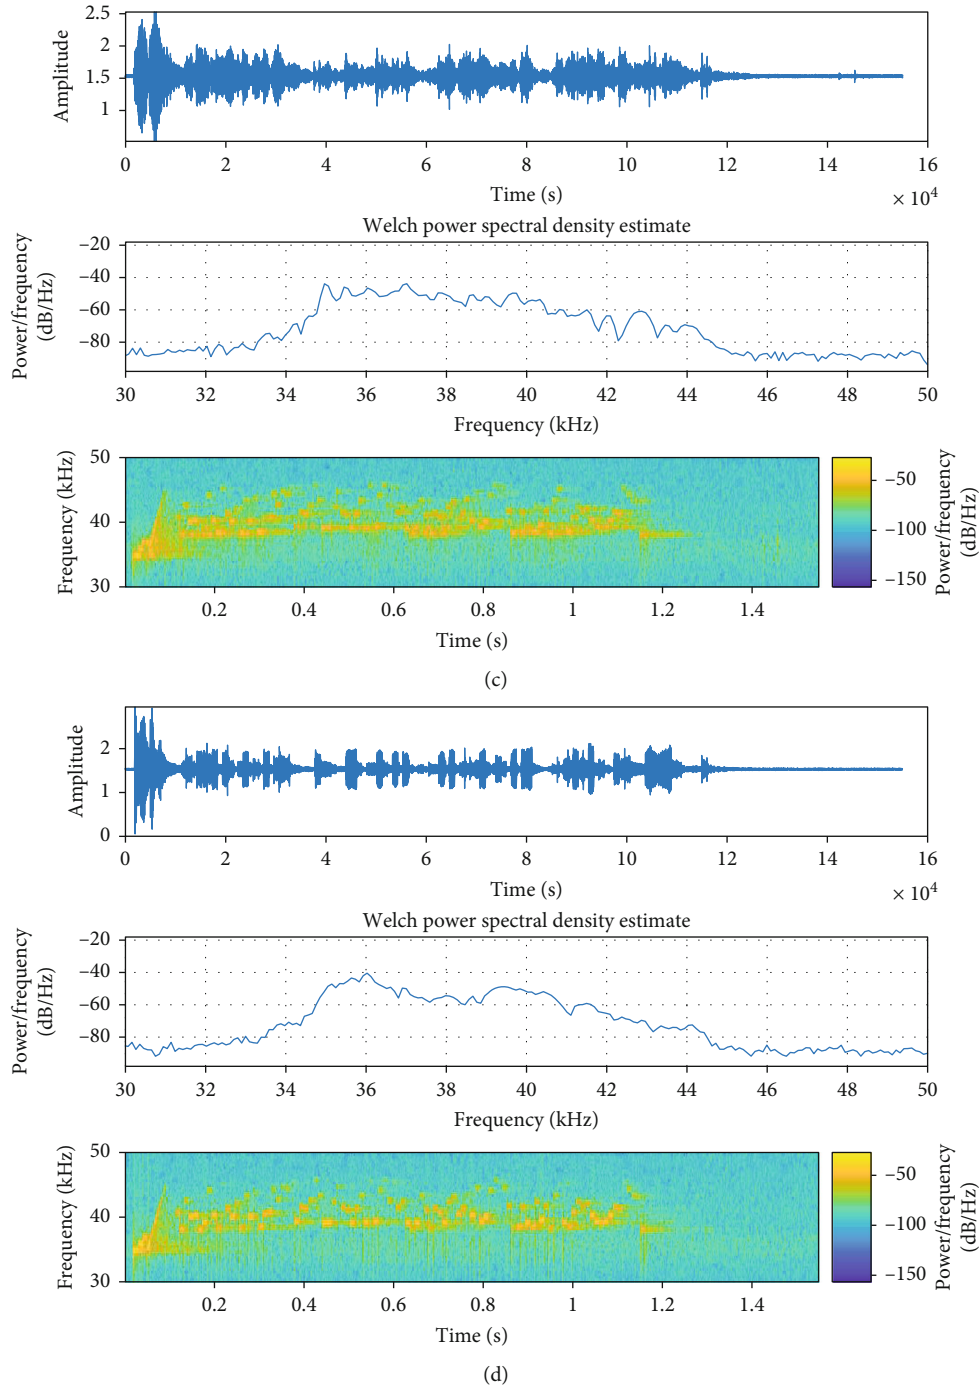 2.5
2
1.5
1
Amplitude
0 2 4 6 8 10 12 14 16
Time (s)
× 10⁴
Welch power spectral density estimate
−20
−40
−60
−80
Power/frequency
(dB/Hz)
30 32 34 36 38 40 42 44 46 48 50
Frequency (kHz)
50
40
30
Frequency (kHz)
0.2 0.4 0.6 0.8 1 1.2 1.4
Time (s)
−50
−100
−150
Power/frequency
(dB/Hz)
(c)
2
1
0
Amplitude
0 2 4 6 8 10 12 14 16
Time (s)
× 10⁴
Welch power spectral density estimate
−20
−40
−60
−80
Power/frequency
(dB/Hz)
30 32 34 36 38 40 42 44 46 48 50
Frequency (kHz)
50
40
30
Frequency (kHz)
0.2 0.4 0.6 0.8 1 1.2 1.4
Time (s)
−50
−100
−150
Power/frequency
(dB/Hz)
(d)